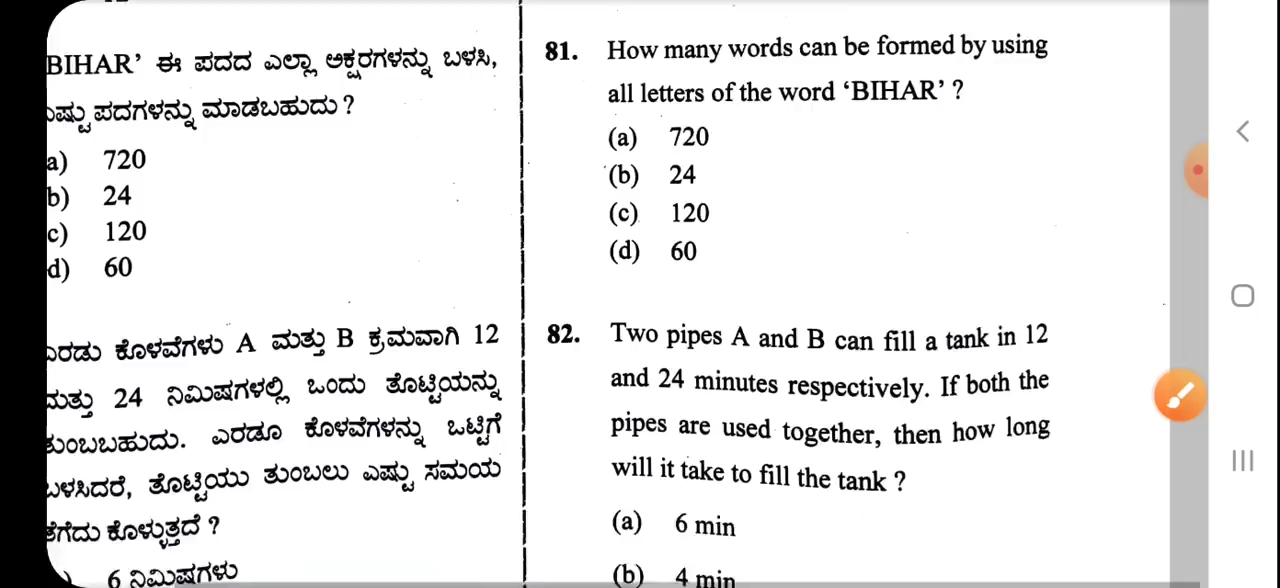 BIHAR’ ಈ ಪದದ ಎಲ್ಲಾ ಅಕ್ಷರಗಳನ್ನು ಬಳಸಿ,
ಎಷ್ಟು ಪದಗಳನ್ನು ಮಾಡಬಹುದು ?
a) 720
b) 24
c) 120
d) 60
ಎರಡು ಕೊಳವೆಗಳು A ಮತ್ತು B ಕ್ರಮವಾಗಿ 12
ಮತ್ತು 24 ನಿಮಿಷಗಳಲ್ಲಿ ಒಂದು ತೊಟ್ಟಿಯನ್ನು
ತುಂಬಬಹುದು. ಎರಡೂ ಕೊಳವೆಗಳನ್ನು ಒಟ್ಟಿಗೆ
ಬಳಸಿದರೆ, ತೊಟ್ಟಿಯು ತುಂಬಲು ಎಷ್ಟು ಸಮಯ
ತೆಗೆದು ಕೊಳ್ಳುತ್ತದೆ ?
) 6 ನಿಮಿಷಗಳು
81. How many words can be formed by using
all letters of the word ‘BIHAR’ ?
(a) 720
(b) 24
(c) 120
(d) 60
82. Two pipes A and B can fill a tank in 12
and 24 minutes respectively. If both the
pipes are used together, then how long
will it take to fill the tank ?
(a) 6 min
(b) 4 min